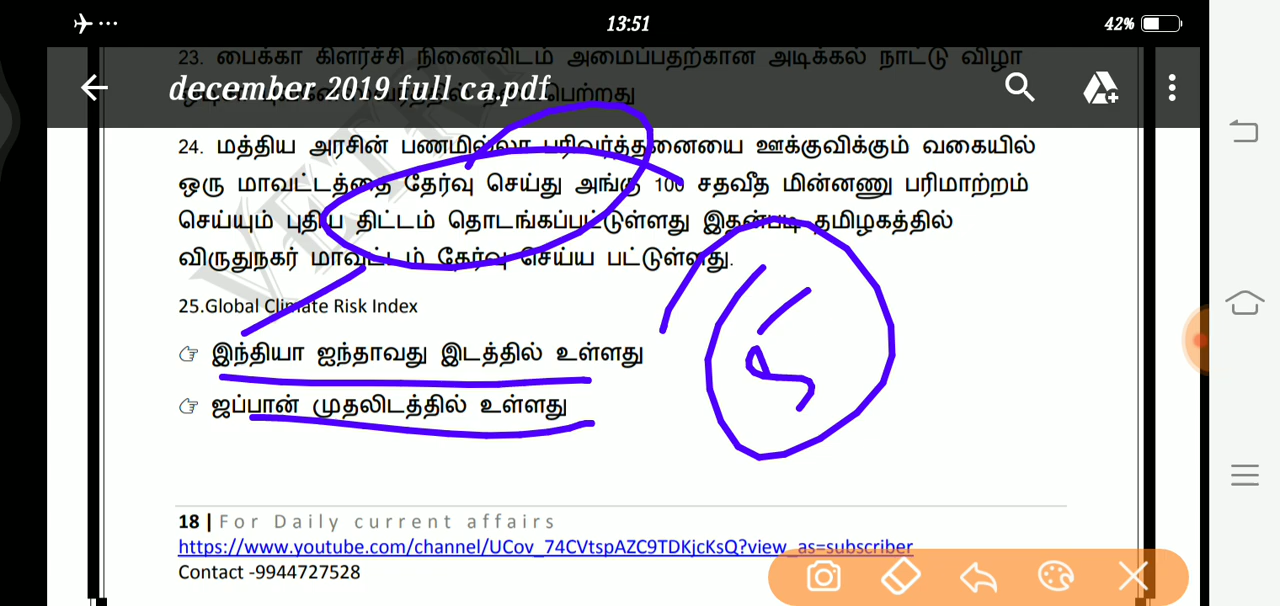 13:51
42%
23. பைக்கா கிளர்ச்சி நினைவிடம் அமைப்பதற்கான அடிக்கல் நாட்டு விழா
december 2019 full ca.pdf
பெற்றது
24. மத்திய அரசின் பணமில்லா பரிவர்த்தனையை ஊக்குவிக்கும் வகையில்
ஒரு மாவட்டத்தை தேர்வு செய்து அங்கு 100 சதவீத மின்னணு பரிமாற்றம்
செய்யும் புதிய திட்டம் தொடங்கப்பட்டுள்ளது இதன்படி தமிழகத்தில்
விருதுநகர் மாவட்டம் தேர்வு செய்ய பட்டுள்ளது.
25.Global Climate Risk Index
☞ இந்தியா ஐந்தாவது இடத்தில் உள்ளது
☞ ஜப்பான் முதலிடத்தில் உள்ளது
5
18 | For Daily current affairs
https://www.youtube.com/channel/UCov_74CVtspAZC9TDKjcKsQ?view_as=subscriber
Contact -9944727528